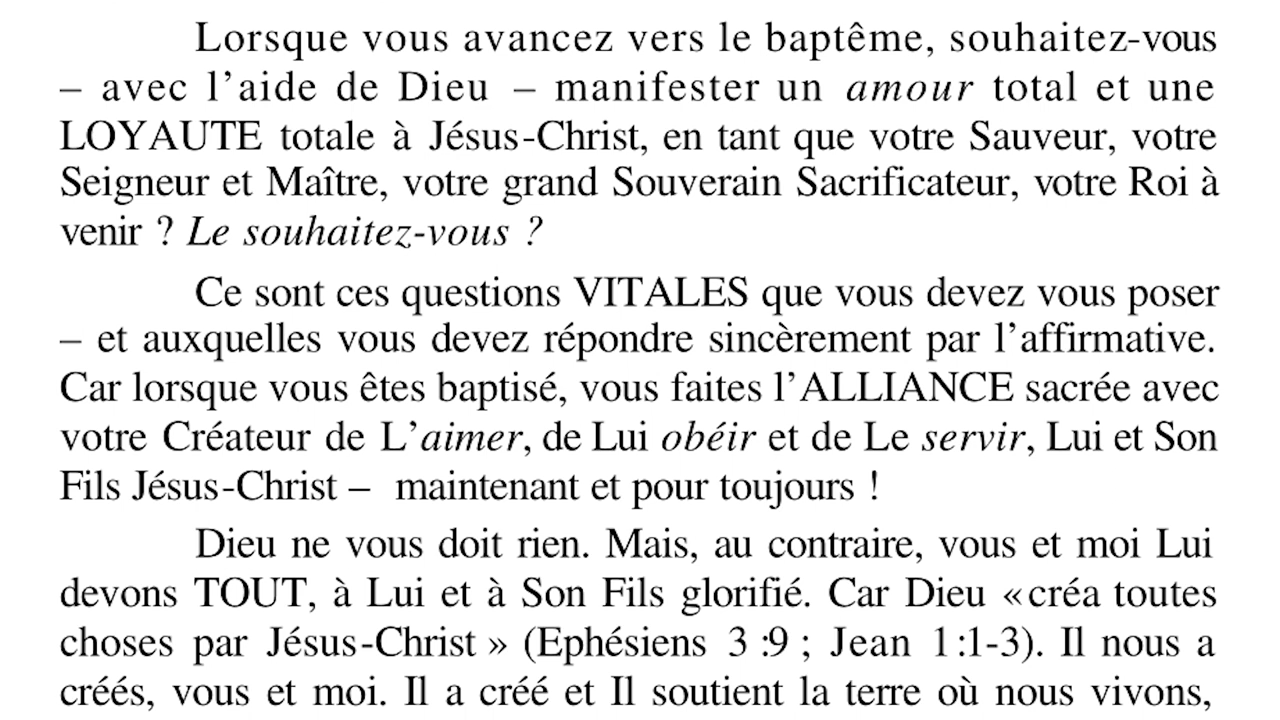 Lorsque vous avancez vers le baptême, souhaitez-vous
– avec l’aide de Dieu – manifester un amour total et une
LOYAUTE totale à Jésus-Christ, en tant que votre Sauveur, votre
Seigneur et Maître, votre grand Souverain Sacrificateur, votre Roi à
venir ? Le souhaitez-vous ?
Ce sont ces questions VITALES que vous devez vous poser
– et auxquelles vous devez répondre sincèrement par l’affirmative.
Car lorsque vous êtes baptisé, vous faites l’ALLIANCE sacrée avec
votre Créateur de L’aimer, de Lui obéir et de Le servir, Lui et Son
Fils Jésus-Christ – maintenant et pour toujours !
Dieu ne vous doit rien. Mais, au contraire, vous et moi Lui
devons TOUT, à Lui et à Son Fils glorifié. Car Dieu «créa toutes
choses par Jésus-Christ » (Ephésiens 3 :9 ; Jean 1 :1-3). Il nous a
créés, vous et moi. Il a créé et Il soutient la terre où nous vivons,